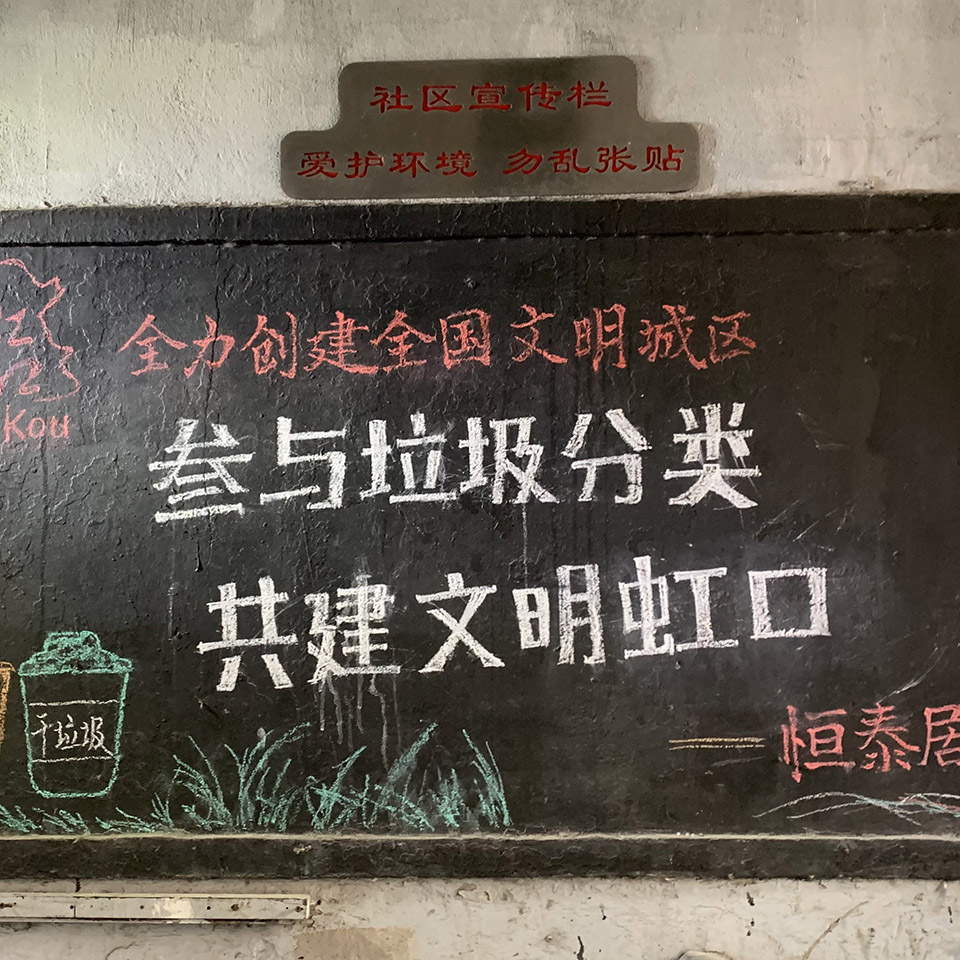 社区宣传栏
爱护环境 勿乱张贴
全力创建全国文明城区
Kou
参与垃圾分类
共建文明虹口
干垃圾
恒泰居